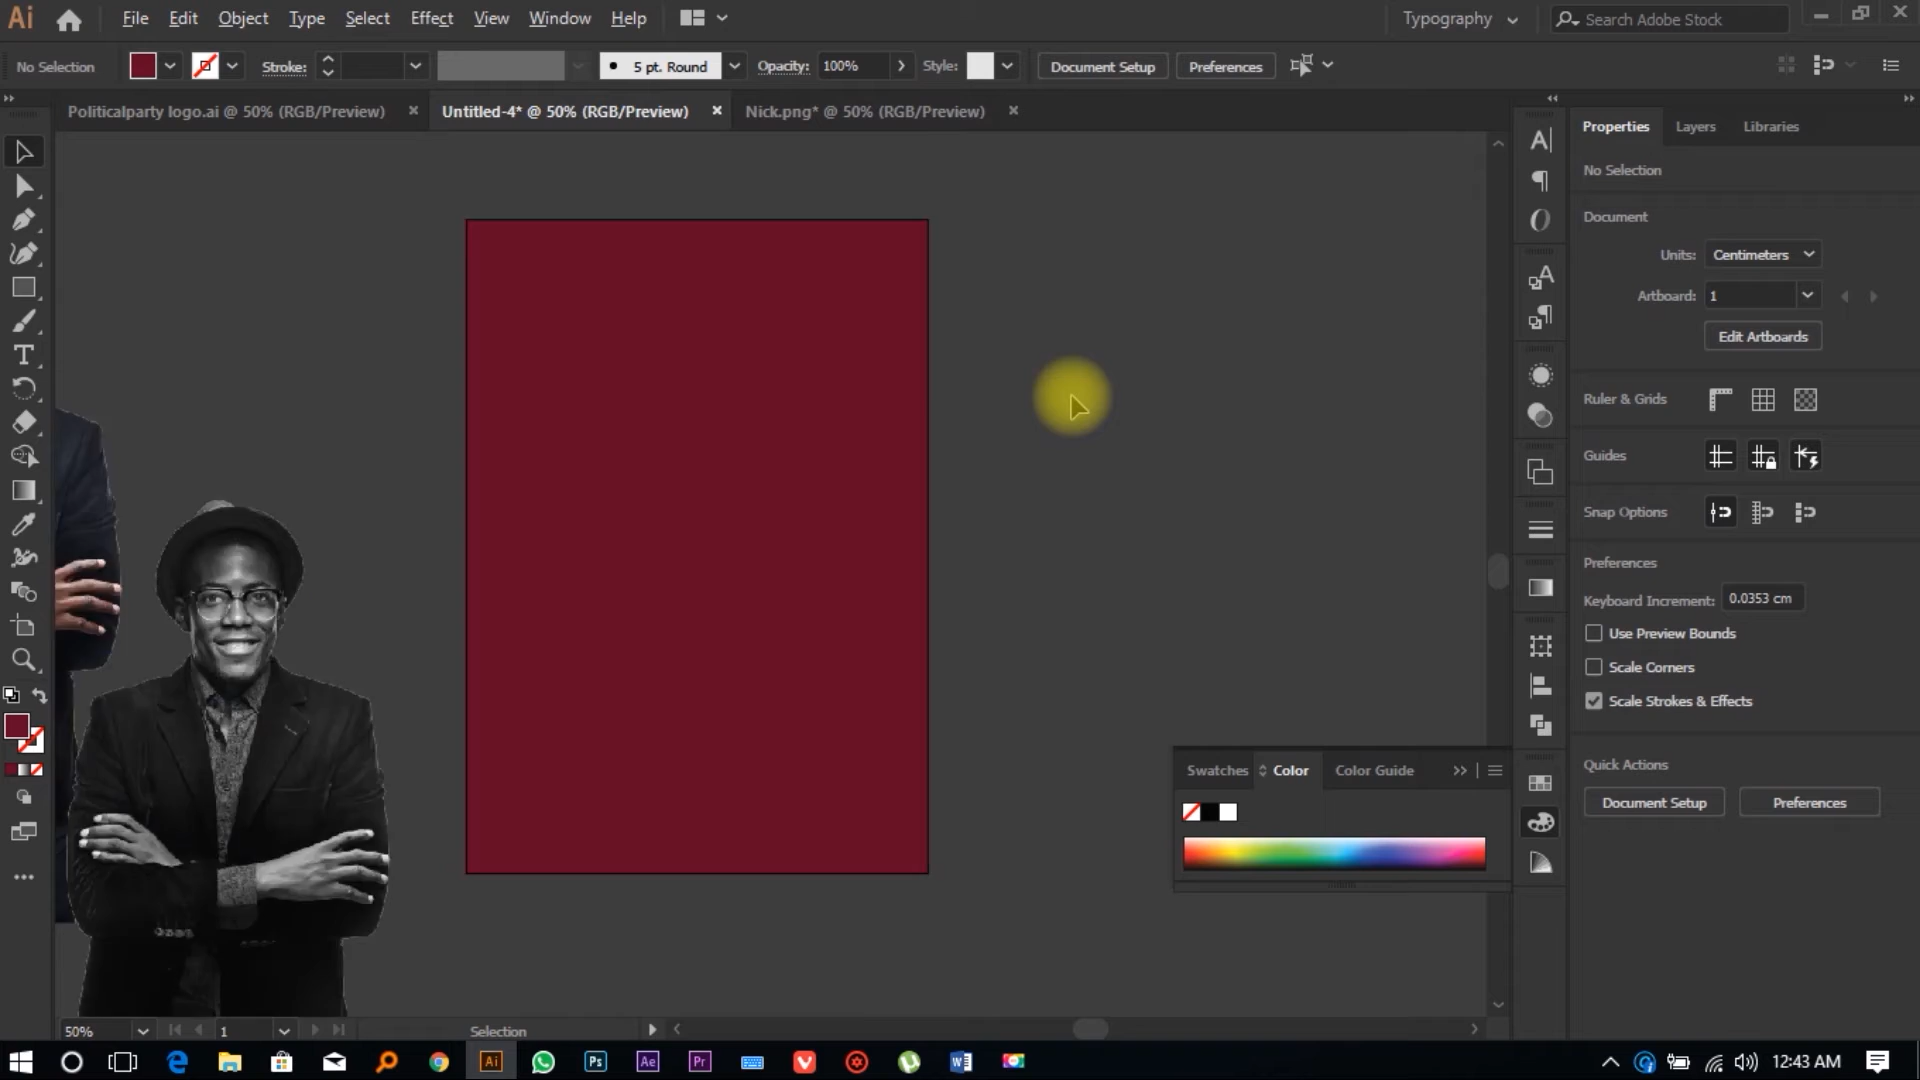 Ai File Edit Object Type Select Effect View Window Help Typography Search Adobe Stock
No Selection Stroke: 5 pt. Round Opacity: 100% Style: Document Setup Preferences
Politicalparty logo.ai @ 50% (RGB/Preview) Untitled-4* @ 50% (RGB/Preview) Nick.png* @ 50% (RGB/Preview)
Properties Layers Libraries
No Selection
Document
Units: Centimeters
Artboard: 1
Edit Artboards
Ruler & Grids
Guides
Snap Options
Preferences
Keyboard Increment: 0.0353 cm
Use Preview Bounds
Scale Corners
Scale Strokes & Effects
Quick Actions
Document Setup Preferences
Swatches Color Color Guide
50% 1 Selection
Ai Ps Ae Pr 12:43 AM